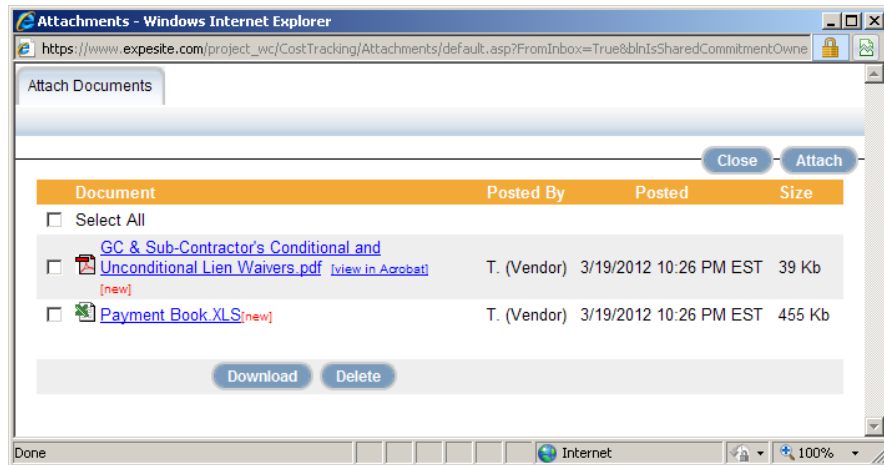 Attachments - Windows Internet Explorer
https://www.expesite.com/project_wc/CostTracking/Attachments/default.asp?FromInbox=True&blnIsSharedCommitmentOwne
Attach Documents
Close Attach
Document Posted By Posted Size
Select All
GC & Sub-Contractor's Conditional and
Unconditional Lien Waivers.pdf [view in Acrobat] T. (Vendor) 3/19/2012 10:26 PM EST 39 Kb
[new]
Payment Book.XLS[new] T. (Vendor) 3/19/2012 10:26 PM EST 455 Kb
Download Delete
Done Internet 100%